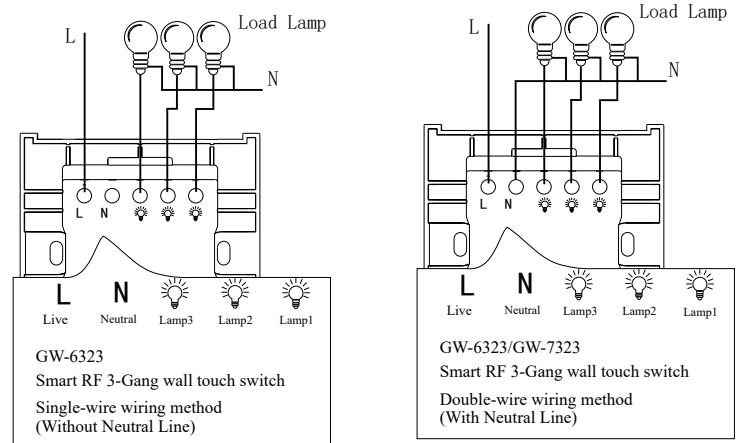 L
Load Lamp
N
L N
L N
Live Neutral Lamp3 Lamp2 Lamp1
GW-6323
Smart RF 3-Gang wall touch switch
Single-wire wiring method
(Without Neutral Line)
L
Load Lamp
N
L N
L N
Live Neutral Lamp3 Lamp2 Lamp1
GW-6323/GW-7323
Smart RF 3-Gang wall touch switch
Double-wire wiring method
(With Neutral Line)